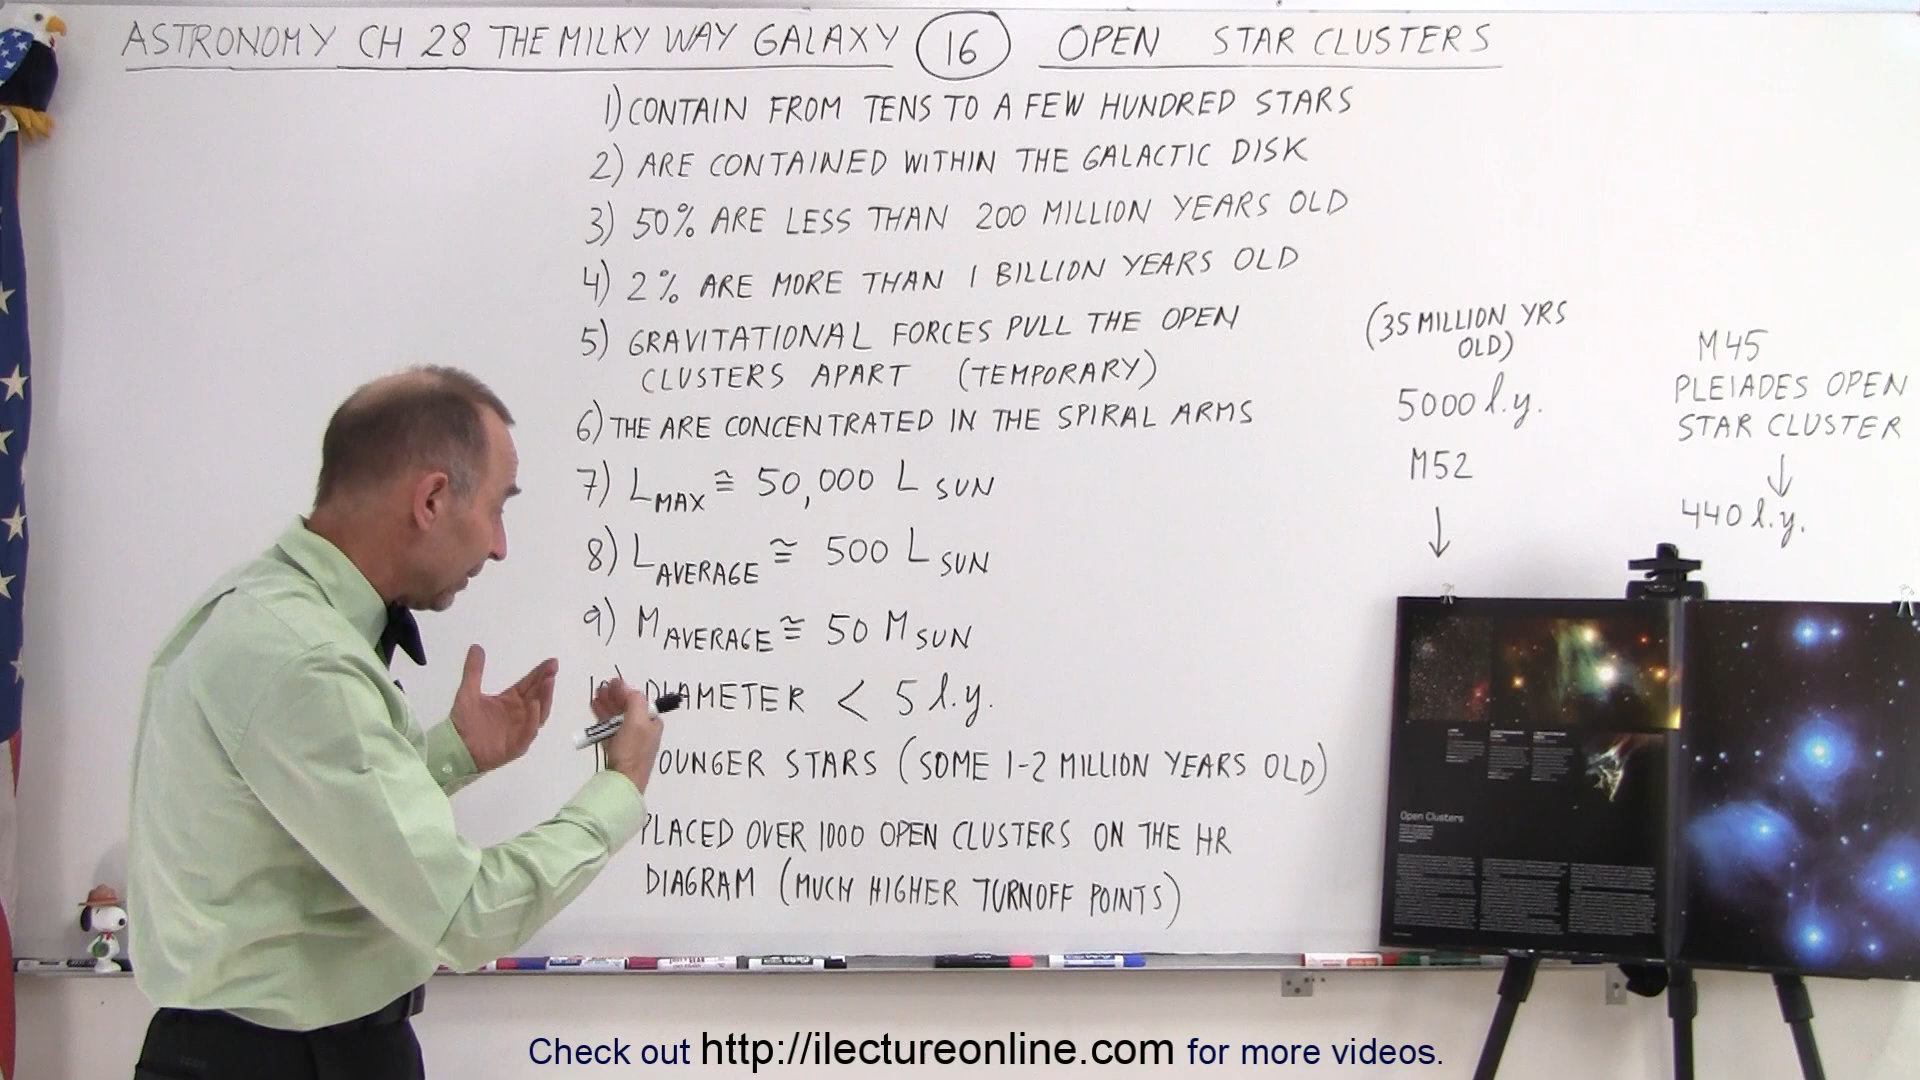 ASTRONOMY CH 28 THE MILKY WAY GALAXY 16 OPEN STAR CLUSTERS
1) CONTAIN FROM TENS TO A FEW HUNDRED STARS
2) ARE CONTAINED WITHIN THE GALACTIC DISK
3) 50% ARE LESS THAN 200 MILLION YEARS OLD
4) 2% ARE MORE THAN 1 BILLION YEARS OLD
5) GRAVITATIONAL FORCES PULL THE OPEN
CLUSTERS APART (TEMPORARY)
6) THE ARE CONCENTRATED IN THE SPIRAL ARMS
7) L MAX ≅ 50,000 L SUN
8) L AVERAGE ≅ 500 L SUN
9) M AVERAGE ≅ 50 M SUN
DIAMETER < 5 l.y.
OUNGER STARS (SOME 1-2 MILLION YEARS OLD)
PLACED OVER 1000 OPEN CLUSTERS ON THE HR
DIAGRAM (MUCH HIGHER TURNOFF POINTS)
(35 MILLION YRS
OLD)
5000 l.y.
M52
↓
M45
PLEIADES OPEN
STAR CLUSTER
↓
440 l.y.
Open Clusters
Check out http://ilectureonline.com for more videos.